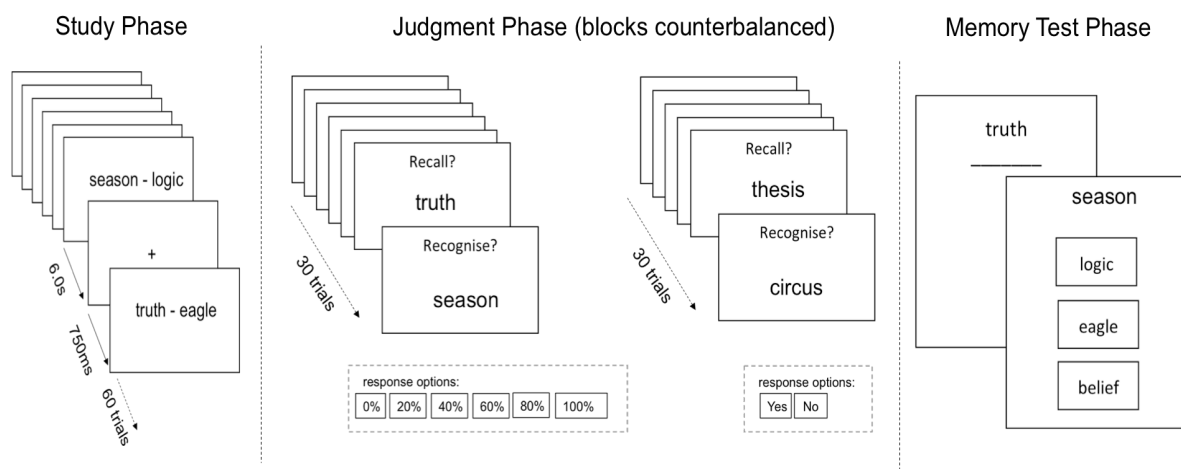 Study Phase
season - logic
+
truth - eagle
6.0s
750ms
60 trials
Judgment Phase (blocks counterbalanced)
Recall?
truth
Recognise?
season
30 trials
response options:
0% 20% 40% 60% 80% 100%
Recall?
thesis
Recognise?
circus
30 trials
response options:
Yes No
Memory Test Phase
truth
_______
season
logic
eagle
belief